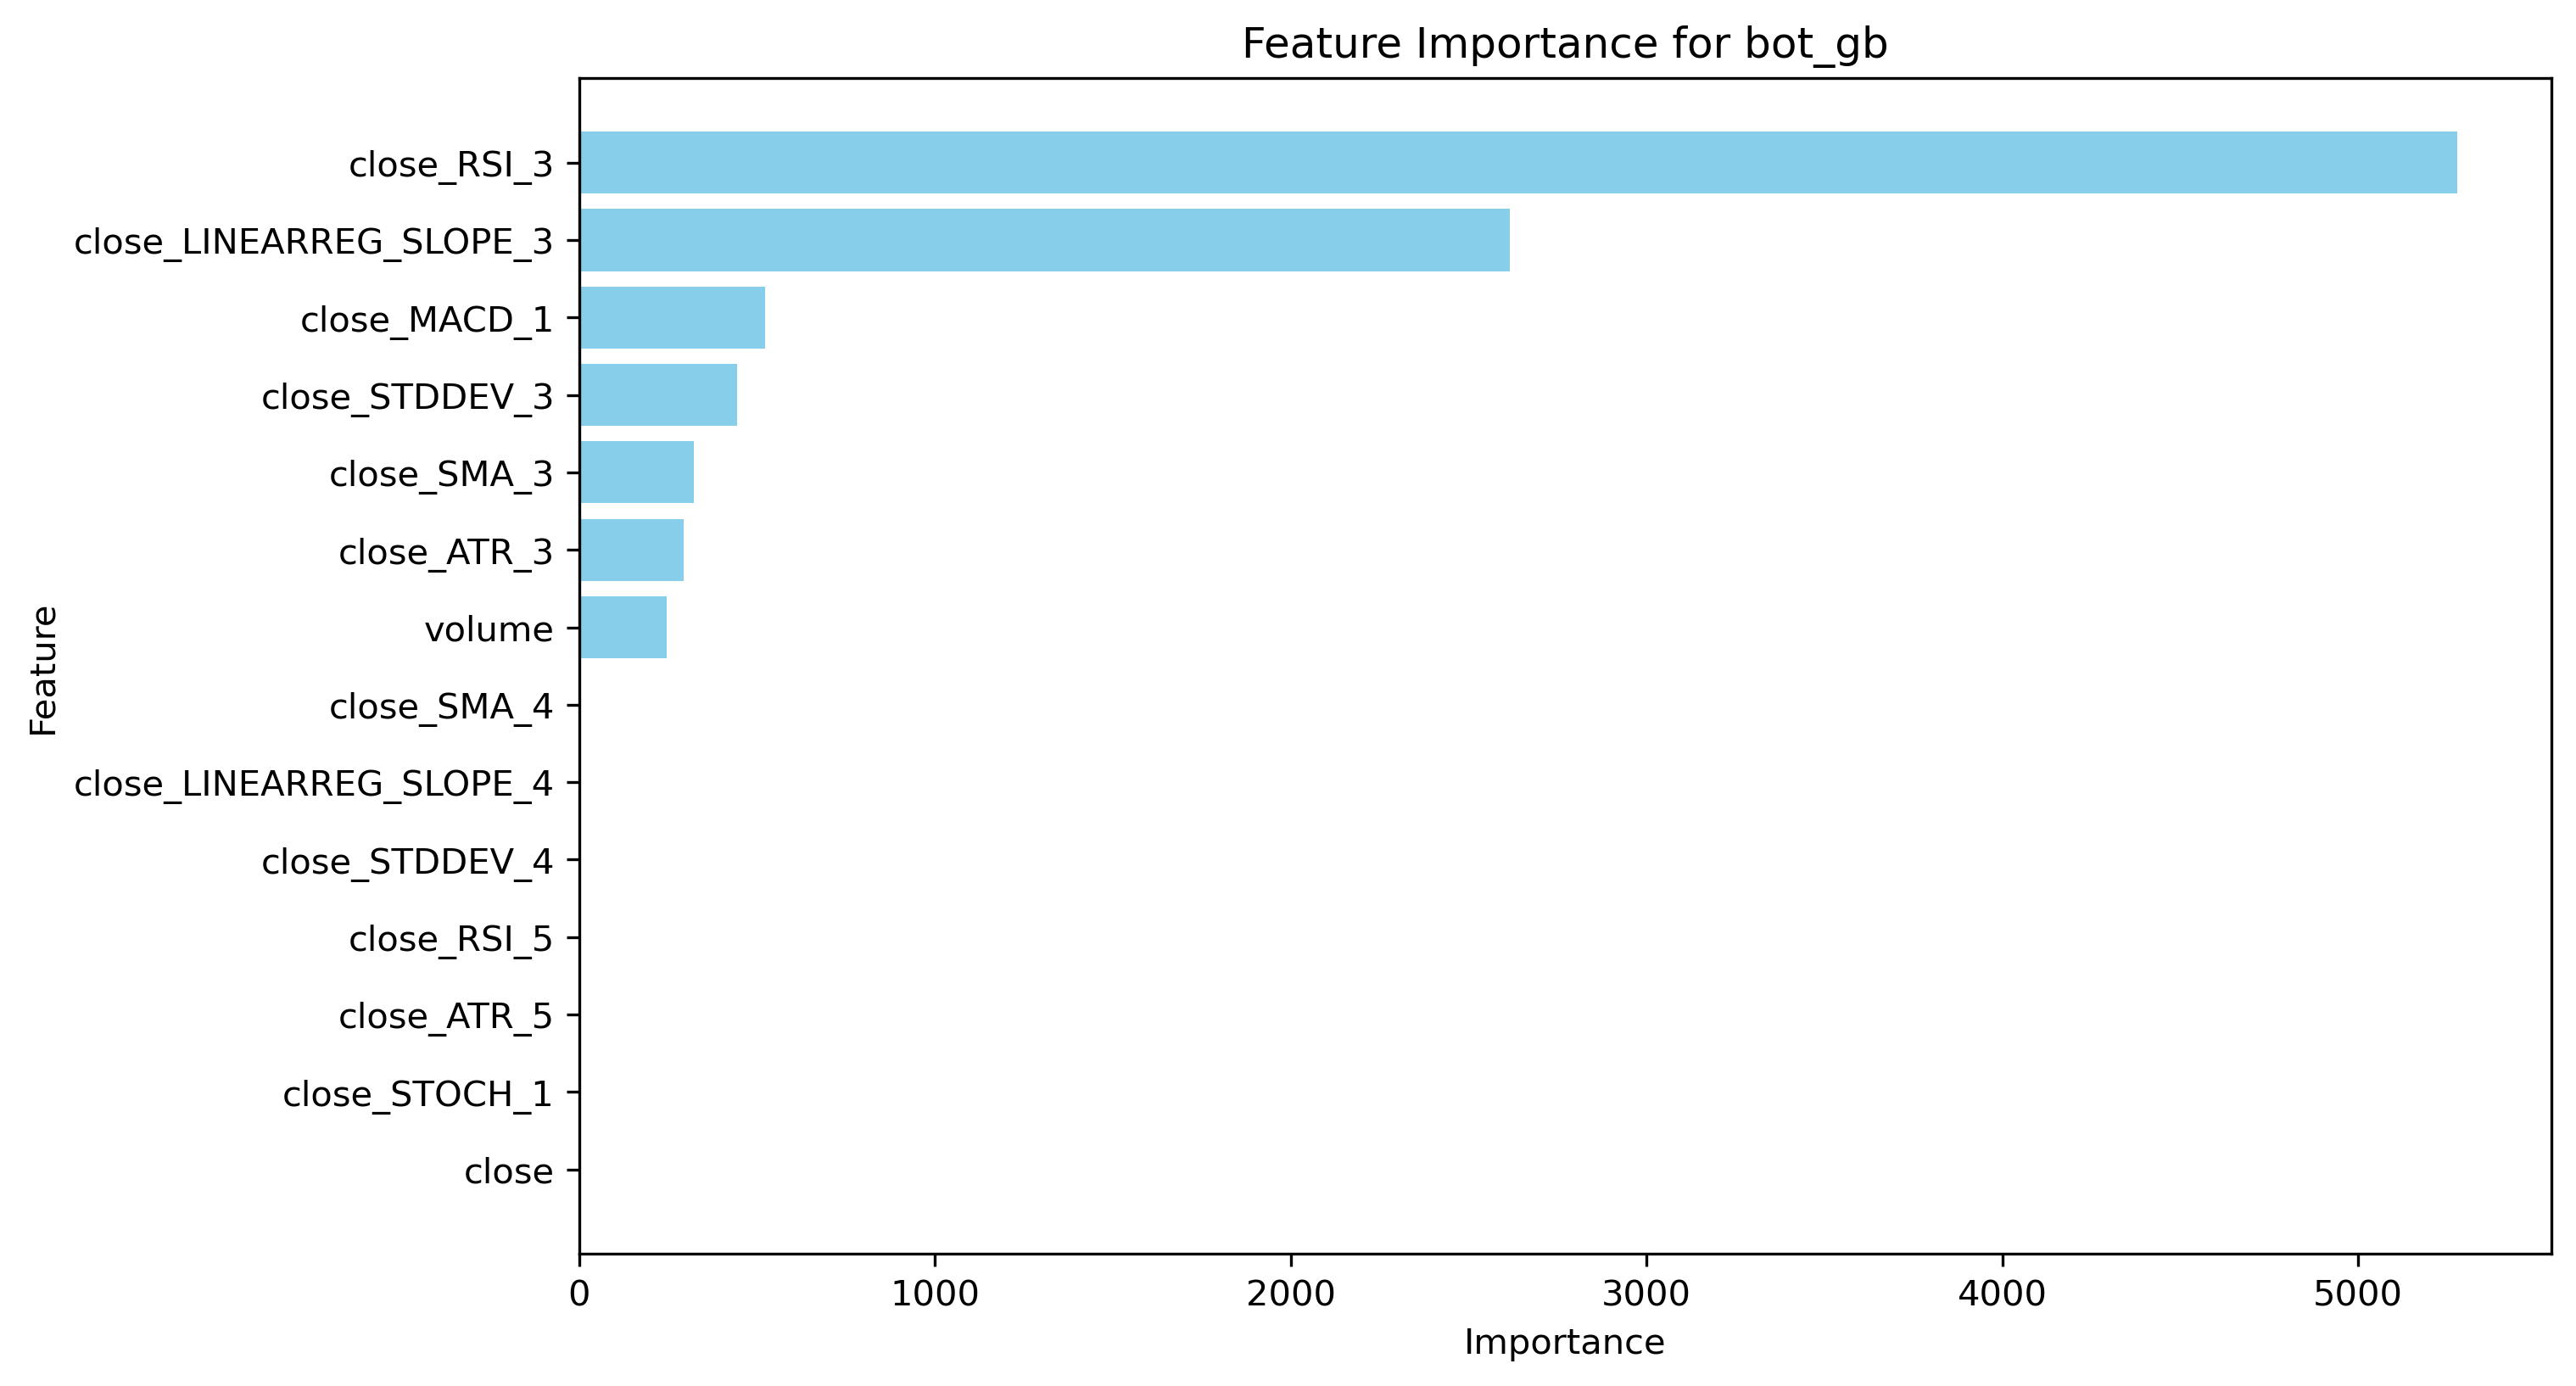 Feature Importance for bot_gb
close_RSI_3
close_LINEARREG_SLOPE_3
close_MACD_1
close_STDDEV_3
close_SMA_3
close_ATR_3
volume
close_SMA_4
close_LINEARREG_SLOPE_4
close_STDDEV_4
close_RSI_5
close_ATR_5
close_STOCH_1
close
Feature
0 1000 2000 3000 4000 5000
Importance